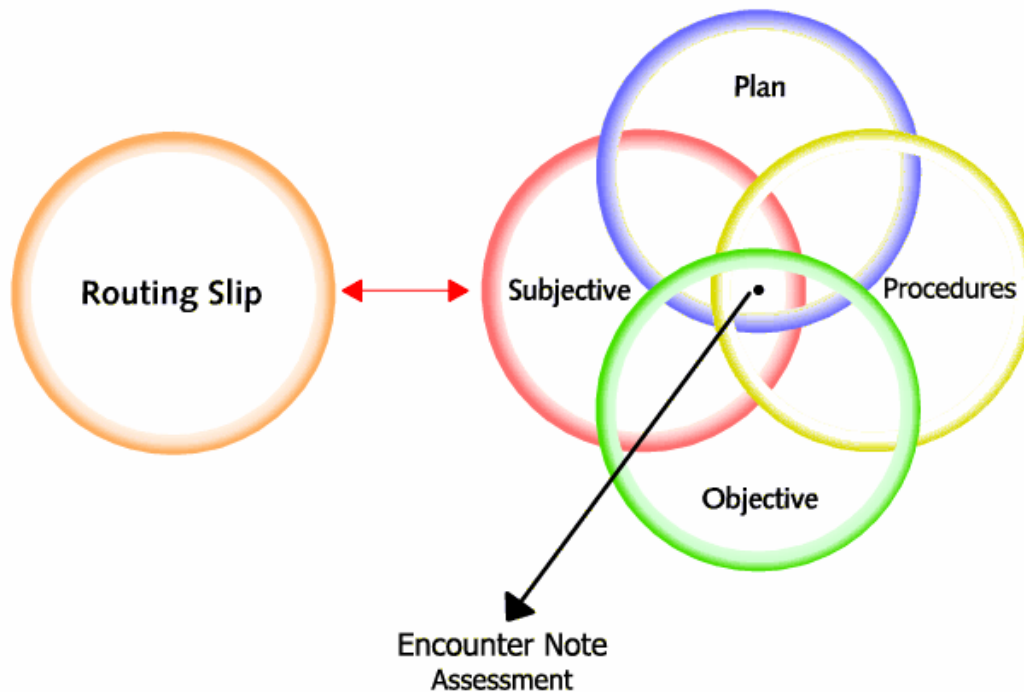 Plan
Routing Slip
Subjective
Procedures
Objective
Encounter Note
Assessment